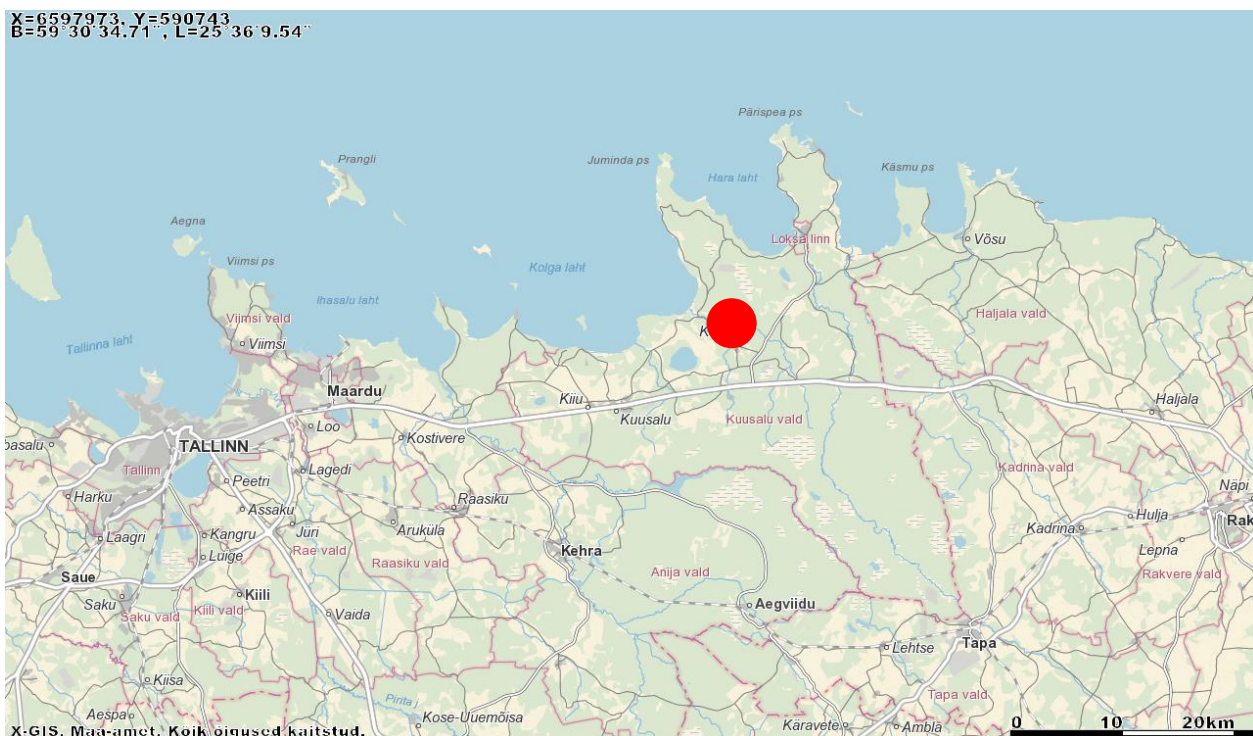 X=6597973, Y=590743
B=59°30'34.71", L=25°36'9.54"
Pärispea ps
Prangli
Juminda ps
Hara laht
Käsmu ps
Aegna
Loksa linn
Võsu
Viimsi ps
Kolga laht
Ihasalu laht
Viimsi vald
Haljala vald
Tallinna laht
Viimsi
Maardu
Kiiu
Kuusalu
Kuusalu vald
Haljala
Loo
Kostivere
TALLINN
Tallinn
Lagedi
Kadrina vald
Peetri
Harku
Raasiku
Näpi
Assaku
Jüri
Aruküla
Hulja
Kadrina
Rak
Laagri
Kangru
Luige
Rae vald
Kehra
Lepna
Raasiku vald
Anija vald
Rakvere vald
Saue
Saku
Kiili
Kiili vald
Saku vald
Vaida
Aegviidu
Lehtse
Tapa
Kiisa
Pirita j
Tapa vald
Aespa
Kose-Uuemõisa
Käravete
Ambla
0 10 20km
X-GIS. Maa-amet. Kõik õigused kaitstud.